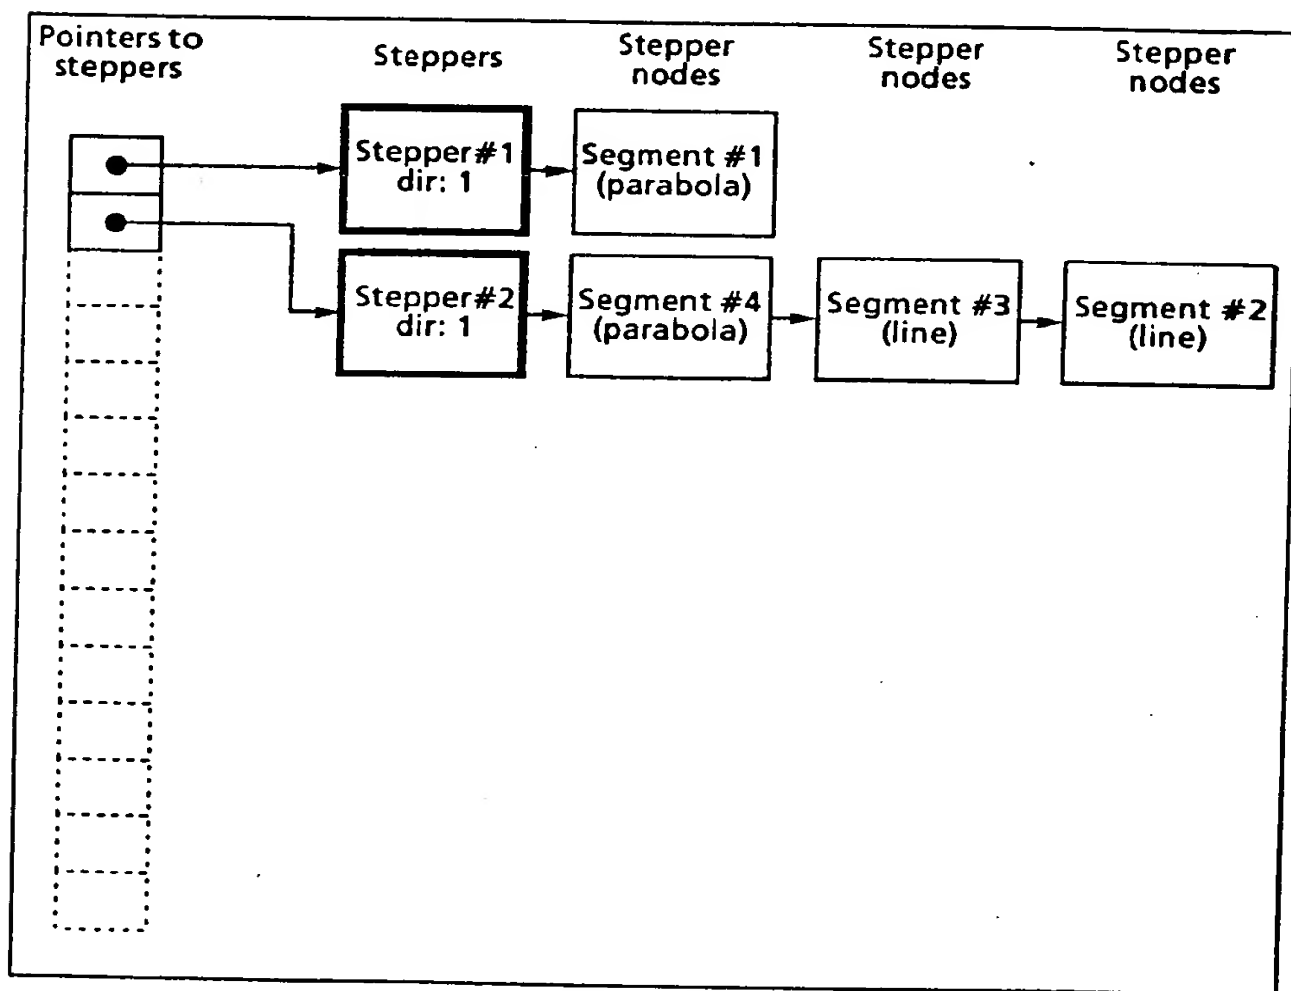 Pointers to
steppers
Steppers
Stepper
nodes
Stepper
nodes
Stepper
nodes
Stepper#1
dir: 1
Segment #1
(parabola)
Stepper#2
dir: 1
Segment #4
(parabola)
Segment #3
(line)
Segment #2
(line)